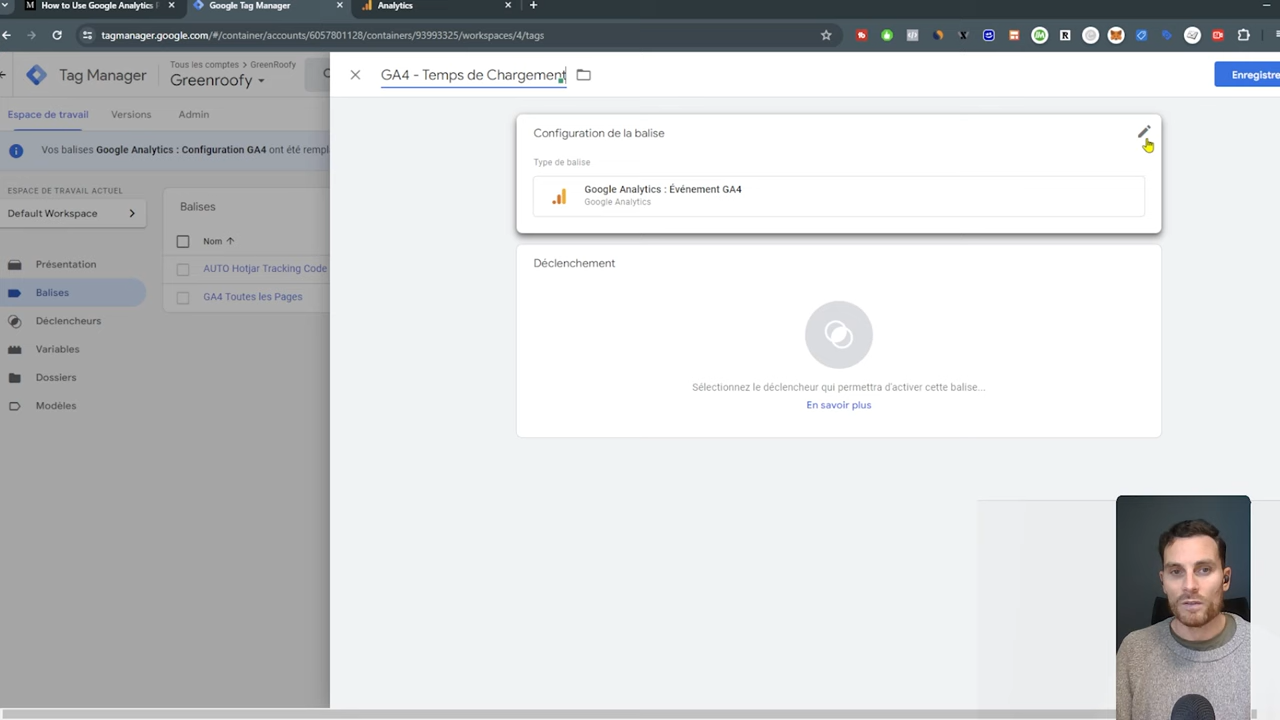 How to Use Google Analytics F
Google Tag Manager
Analytics
tagmanager.google.com/#/container/accounts/6057801128/containers/93993325/workspaces/4/tags
Tag Manager
Tous les comptes > GreenRoofy
GreenRoofy
GA4 - Temps de Chargement
Enregistre
Espace de travail
Versions
Admin
Vos balises Google Analytics : Configuration GA4 ont été rempl
ESPACE DE TRAVAIL ACTUEL
Default Workspace
Présentation
Balises
Déclencheurs
Variables
Dossiers
Modèles
Balises
Nom
AUTO Hotjar Tracking Code
GA4 Toutes les Pages
Configuration de la balise
Type de balise
Google Analytics : Événement GA4
Google Analytics
Déclenchement
Sélectionnez le déclencheur qui permettra d'activer cette balise...
En savoir plus